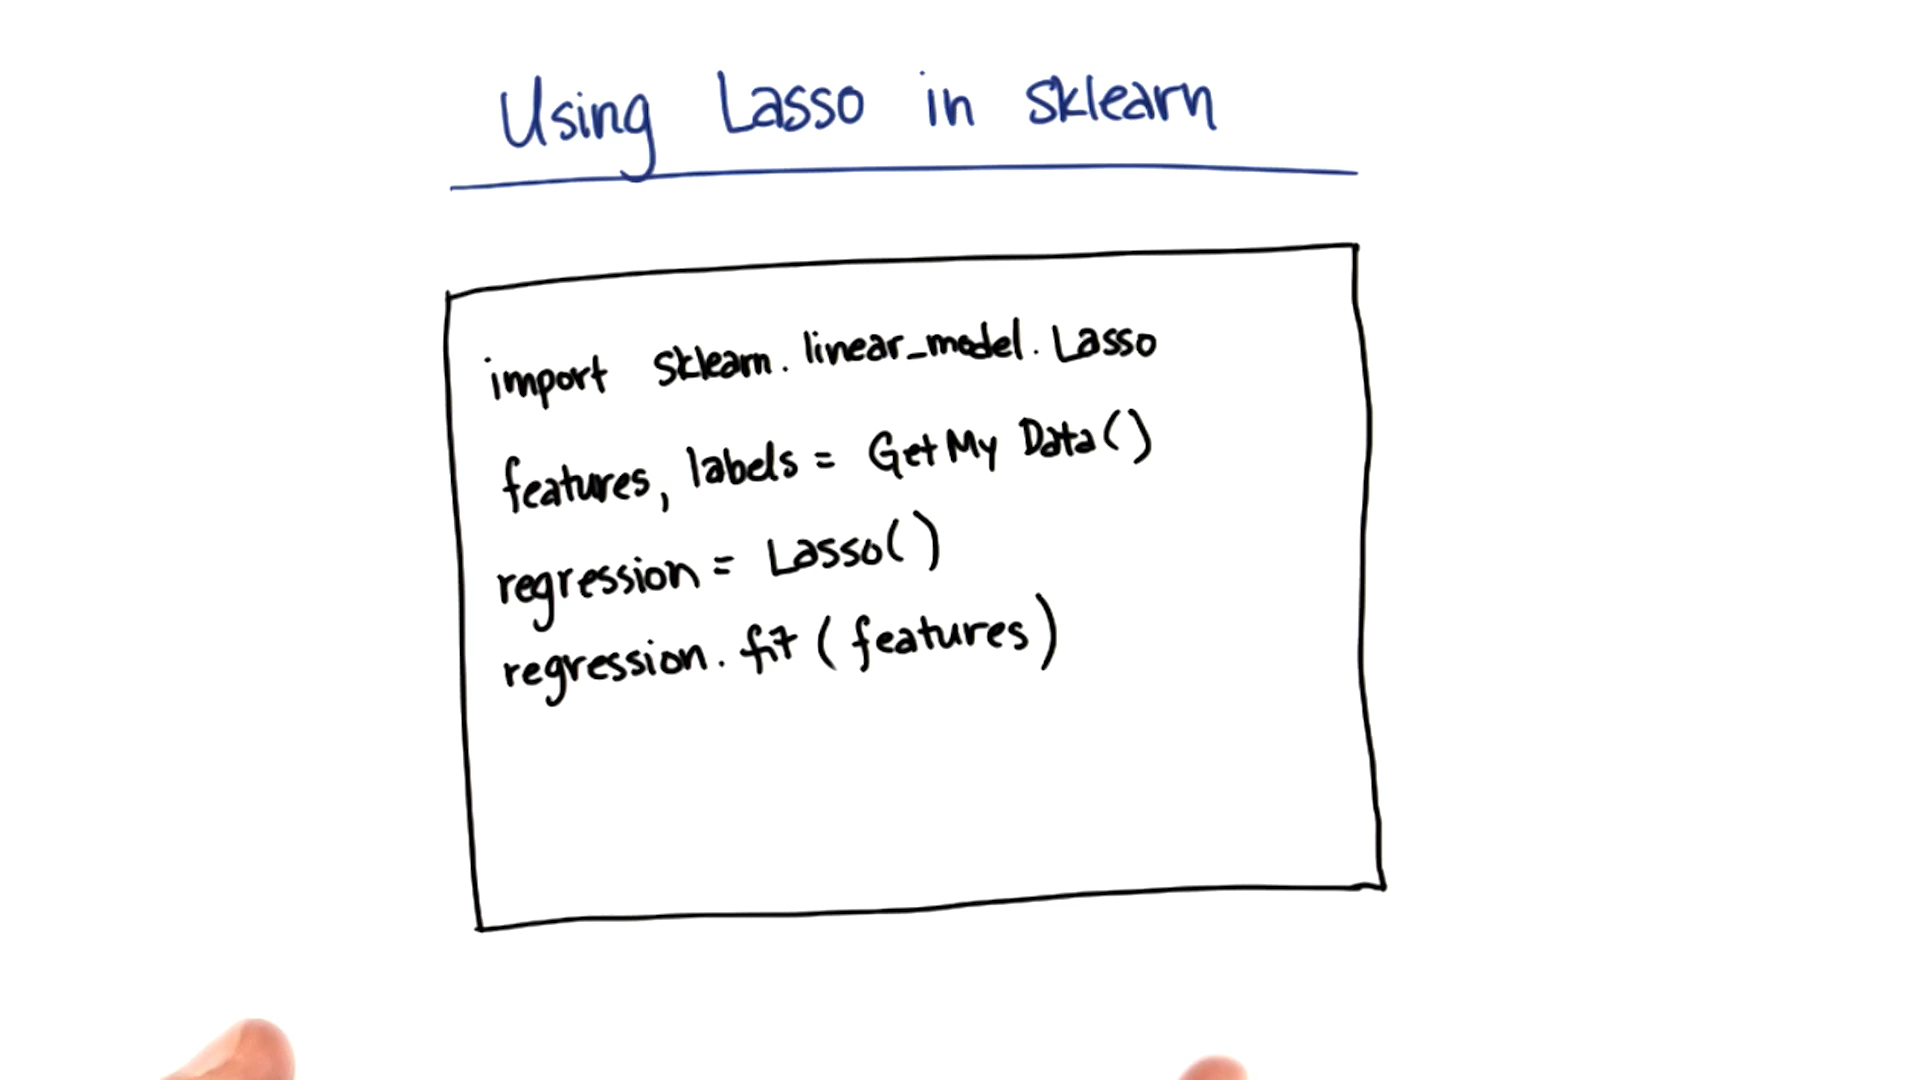 Using Lasso in sklearn
import sklearn.linear_model.Lasso
features, labels = GetMyData()
regression = Lasso()
regression.fit(features)